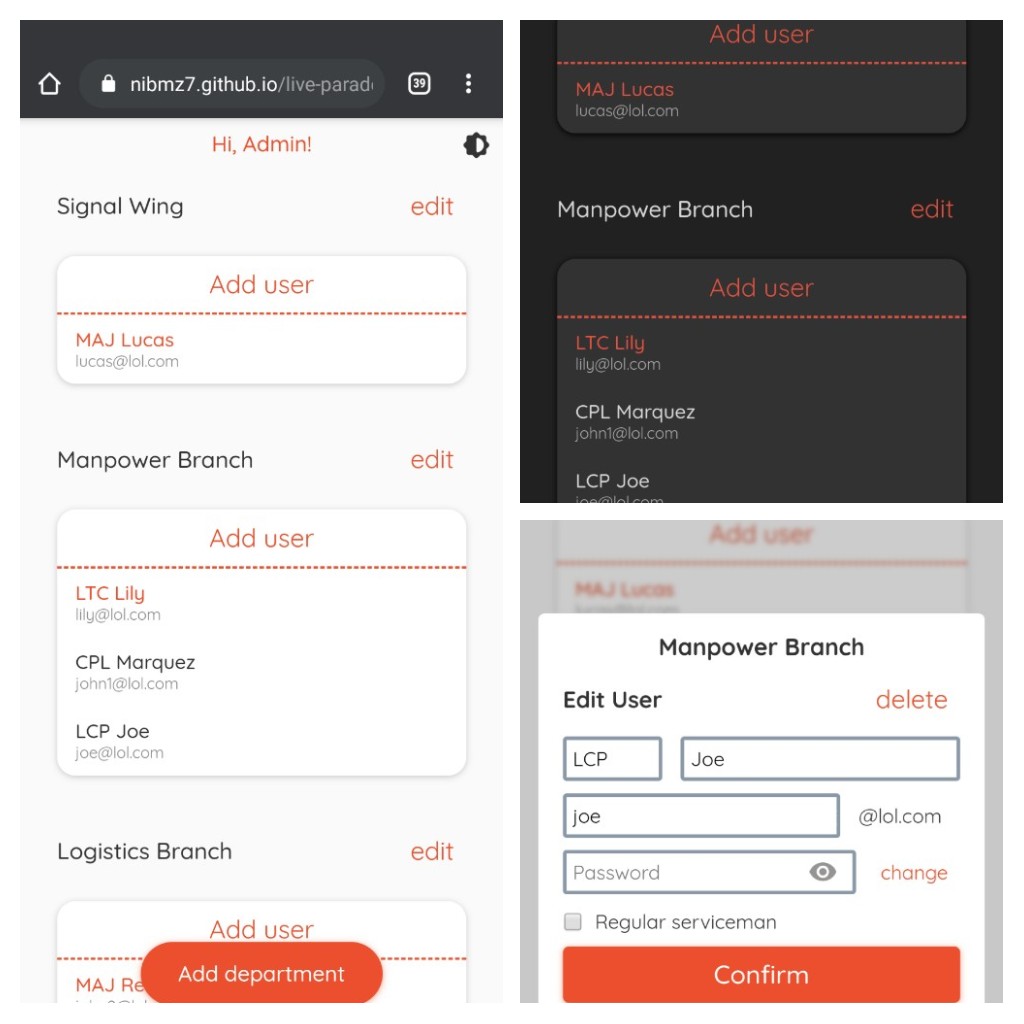 nibmz7.github.io/live-parad
39
Hi, Admin!
Signal Wing edit
Add user
MAJ Lucas
lucas@lol.com
Manpower Branch edit
Add user
LTC Lily
lily@lol.com
CPL Marquez
john1@lol.com
LCP Joe
joe@lol.com
Logistics Branch edit
Add user
MAJ Re
Add department
Add user
MAJ Lucas
lucas@lol.com
Manpower Branch edit
Add user
LTC Lily
lily@lol.com
CPL Marquez
john1@lol.com
LCP Joe
joe@lol.com
Add user
MAJ Lucas
Manpower Branch
Edit User delete
LCP Joe
joe @lol.com
Password change
Regular serviceman
Confirm